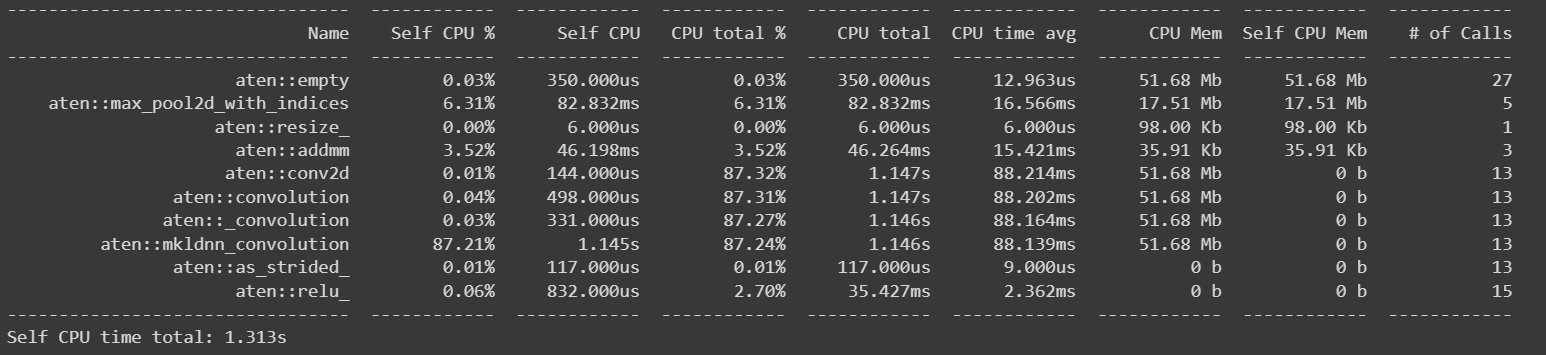 ---------------------------------  ------------  ------------  ------------  ------------  ------------  ------------  ------------  ------------
Name    Self CPU %      Self CPU   CPU total %     CPU total  CPU time avg       CPU Mem  Self CPU Mem    # of Calls
---------------------------------  ------------  ------------  ------------  ------------  ------------  ------------  ------------  ------------
aten::empty         0.03%     350.000us         0.03%     350.000us      12.963us      51.68 Mb      51.68 Mb            27
aten::max_pool2d_with_indices         6.31%      82.832ms         6.31%      82.832ms      16.566ms      17.51 Mb      17.51 Mb             5
aten::resize_         0.00%       6.000us         0.00%       6.000us       6.000us      98.00 Kb      98.00 Kb             1
aten::addmm         3.52%      46.198ms         3.52%      46.264ms      15.421ms      35.91 Kb      35.91 Kb             3
aten::conv2d         0.01%     144.000us        87.32%        1.147s      88.214ms      51.68 Mb           0 b            13
aten::convolution         0.04%     498.000us        87.31%        1.147s      88.202ms      51.68 Mb           0 b            13
aten::_convolution         0.03%     331.000us        87.27%        1.146s      88.164ms      51.68 Mb           0 b            13
aten::mkldnn_convolution        87.21%        1.145s        87.24%        1.146s      88.139ms      51.68 Mb           0 b            13
aten::as_strided_         0.01%     117.000us         0.01%     117.000us       9.000us           0 b           0 b            13
aten::relu_         0.06%     832.000us         2.70%      35.427ms       2.362ms           0 b           0 b            15
---------------------------------  ------------  ------------  ------------  ------------  ------------  ------------  ------------  ------------
Self CPU time total: 1.313s